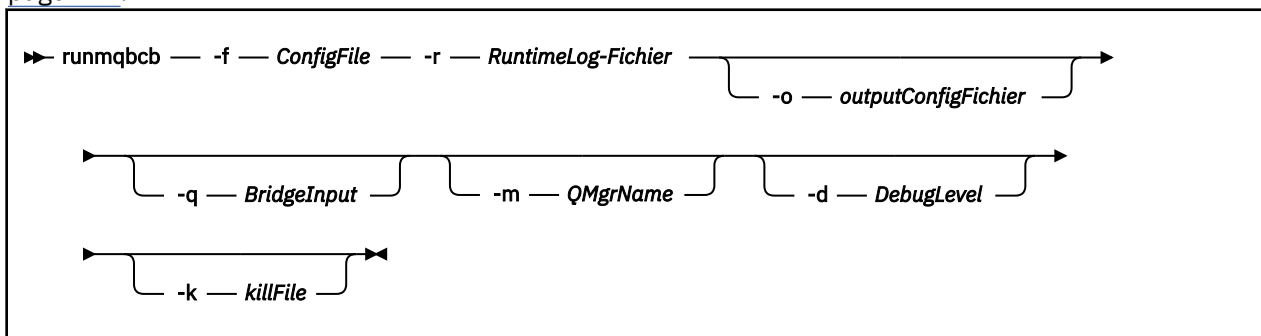 runmqbcb -f ConfigFile -r RuntimeLog-Fichier
-o outputConfigFichier
-q BridgeInput -m QMgrName -d DebugLevel
-k killFile